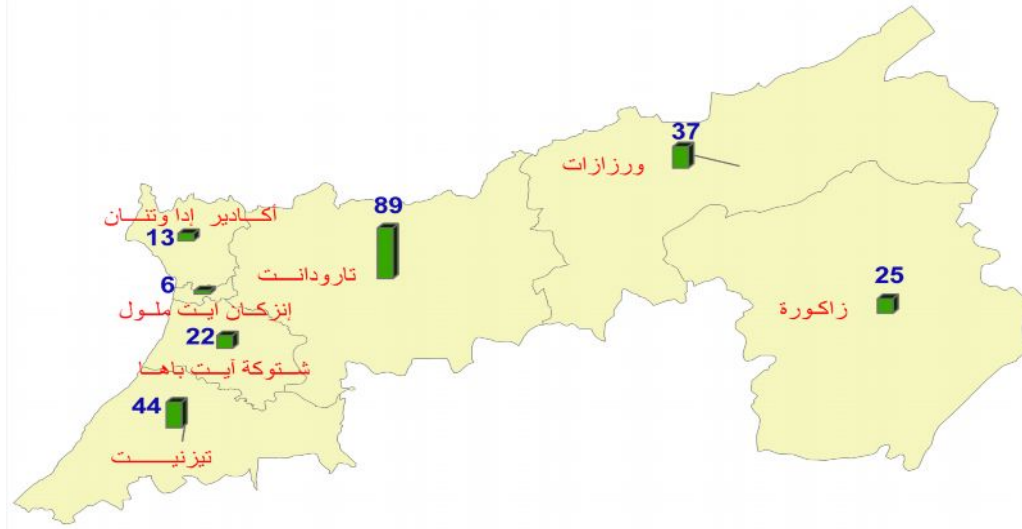 37
ورزازات
89
تارودانت
أكادير إدا وتنان
13
6
إنزكان آيت ملول
22
شتوكة آيت باها
44
تيزنيت
25
زاكورة